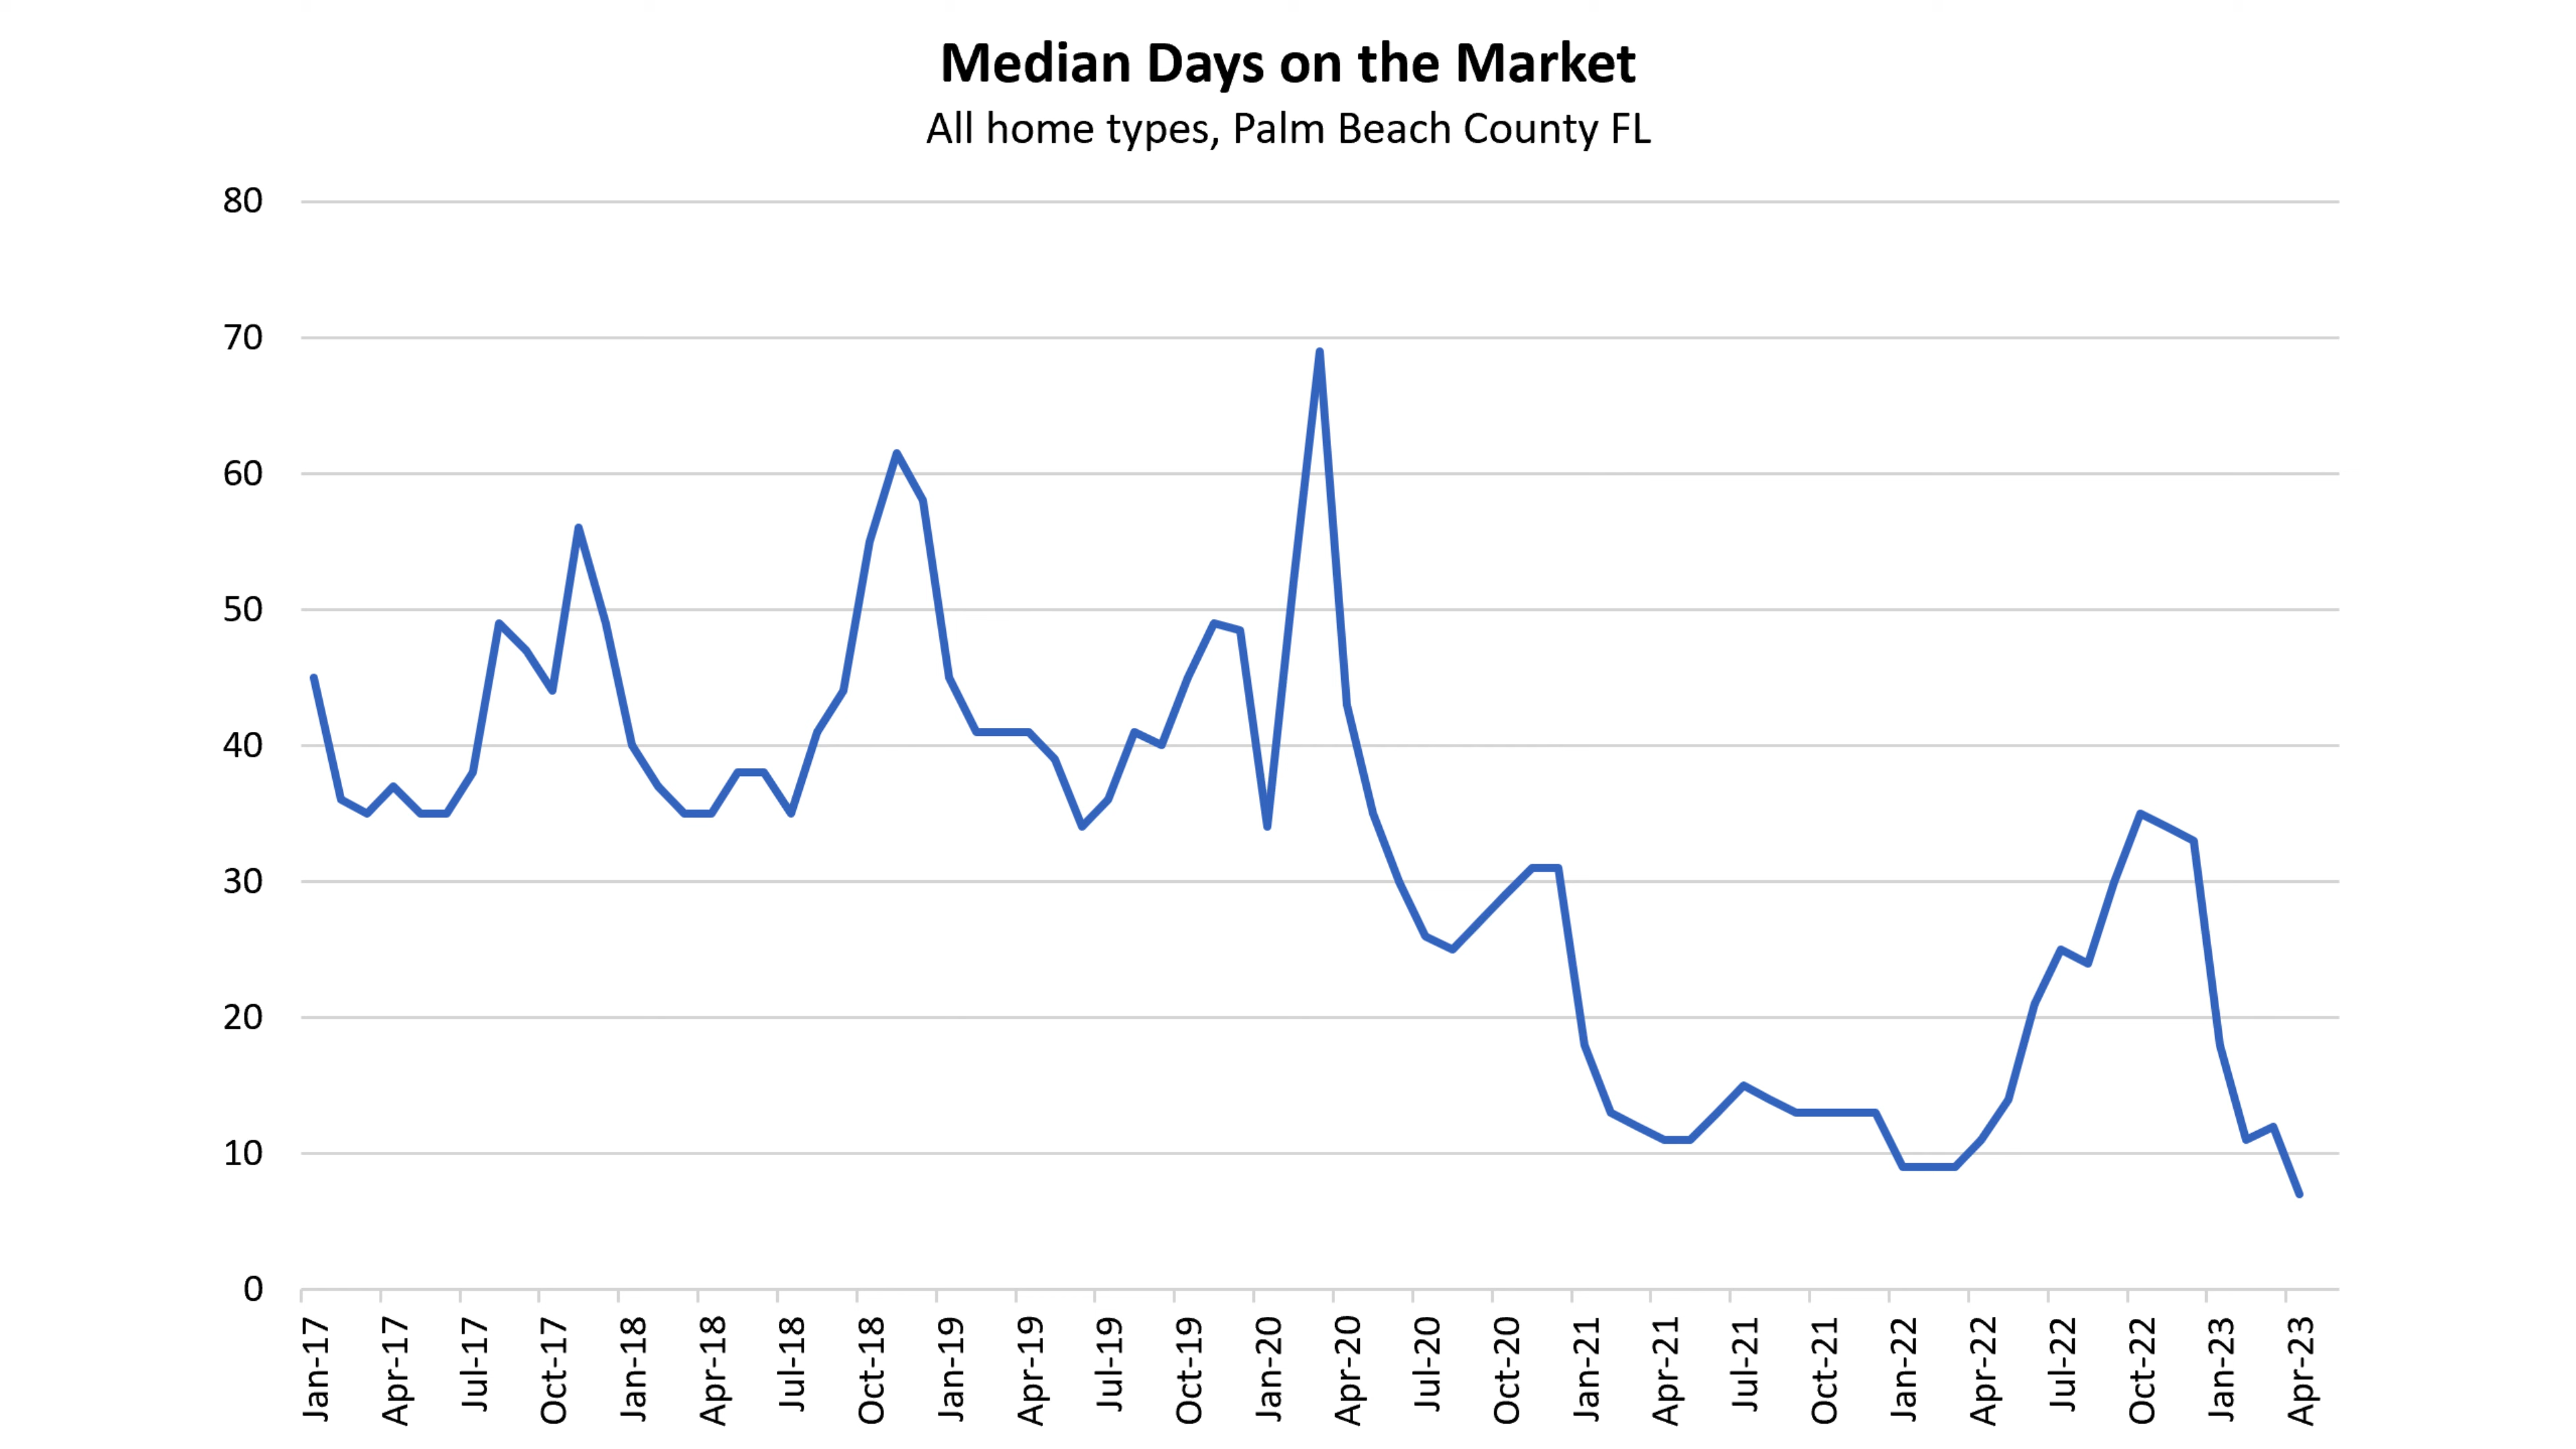 Median Days on the Market
All home types, Palm Beach County FL
80
70
60
50
40
30
20
10
0
Jan-17
Apr-17
Jul-17
Oct-17
Jan-18
Apr-18
Jul-18
Oct-18
Jan-19
Apr-19
Jul-19
Oct-19
Jan-20
Apr-20
Jul-20
Oct-20
Jan-21
Apr-21
Jul-21
Oct-21
Jan-22
Apr-22
Jul-22
Oct-22
Jan-23
Apr-23